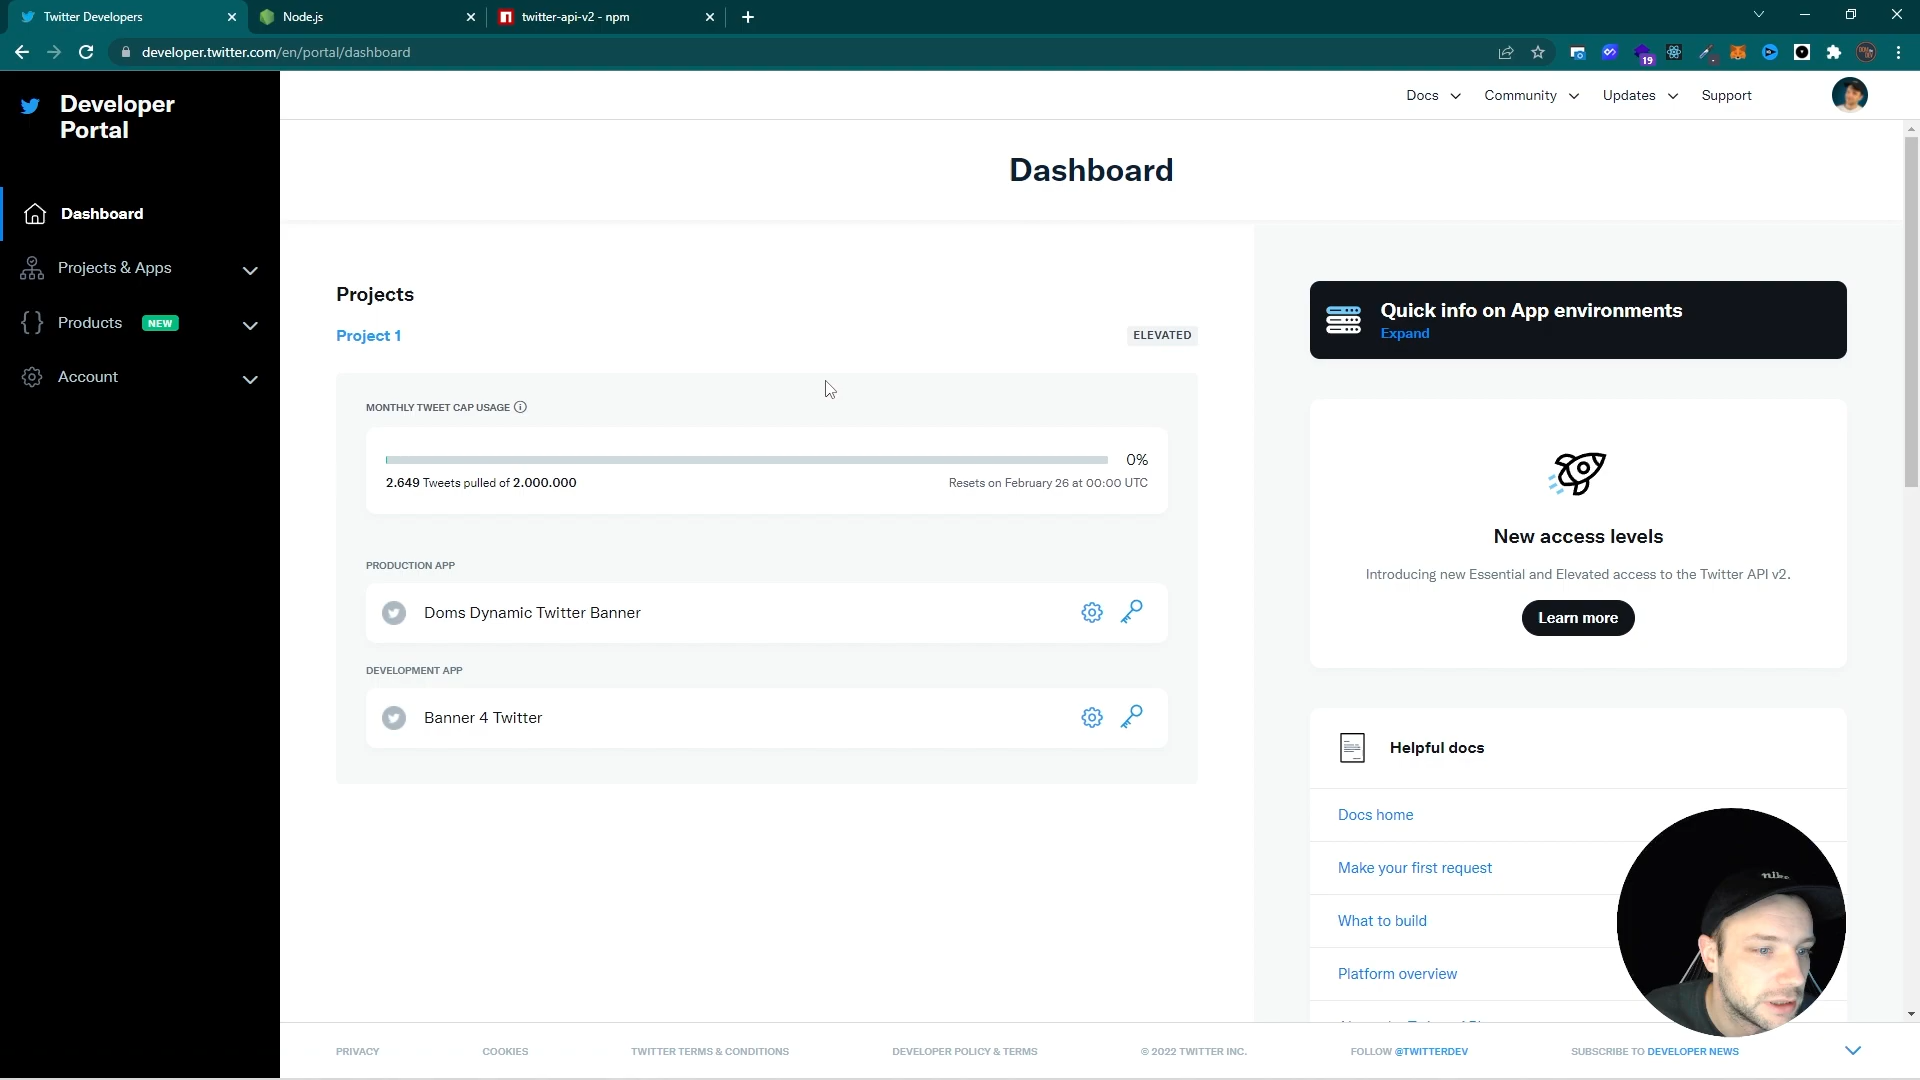 Twitter Developers
Node.js
twitter-api-v2 - npm
developer.twitter.com/en/portal/dashboard
19
Developer
Portal
Docs
Community
Updates
Support
Dashboard
Dashboard
Projects & Apps
Products
NEW
Account
Projects
Project 1
ELEVATED
MONTHLY TWEET CAP USAGE
0%
2.649 Tweets pulled of 2.000.000
Resets on February 26 at 00:00 UTC
PRODUCTION APP
Doms Dynamic Twitter Banner
DEVELOPMENT APP
Banner 4 Twitter
Quick info on App environments
Expand
New access levels
Introducing new Essential and Elevated access to the Twitter API v2.
Learn more
Helpful docs
Docs home
Make your first request
What to build
Platform overview
PRIVACY
COOKIES
TWITTER TERMS & CONDITIONS
DEVELOPER POLICY & TERMS
© 2022 TWITTER INC.
FOLLOW @TWITTERDEV
SUBSCRIBE TO DEVELOPER NEWS